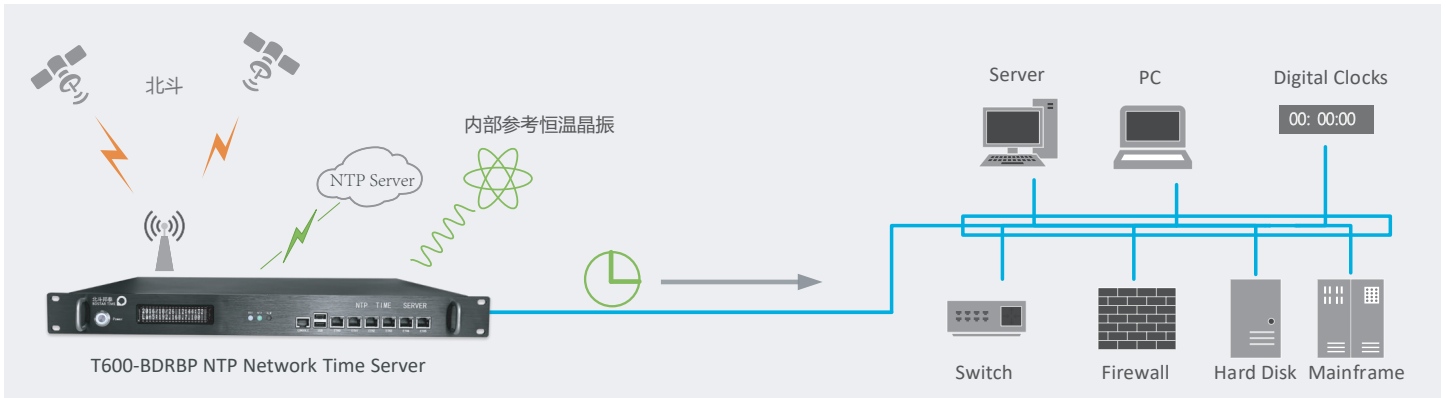 北斗
Server
PC
Digital Clocks
内部参考恒温晶振
00: 00:00
NTP Server
NTP TIME SERVER
Power
T600-BDRBP NTP Network Time Server
Switch
Firewall
Hard Disk
Mainframe